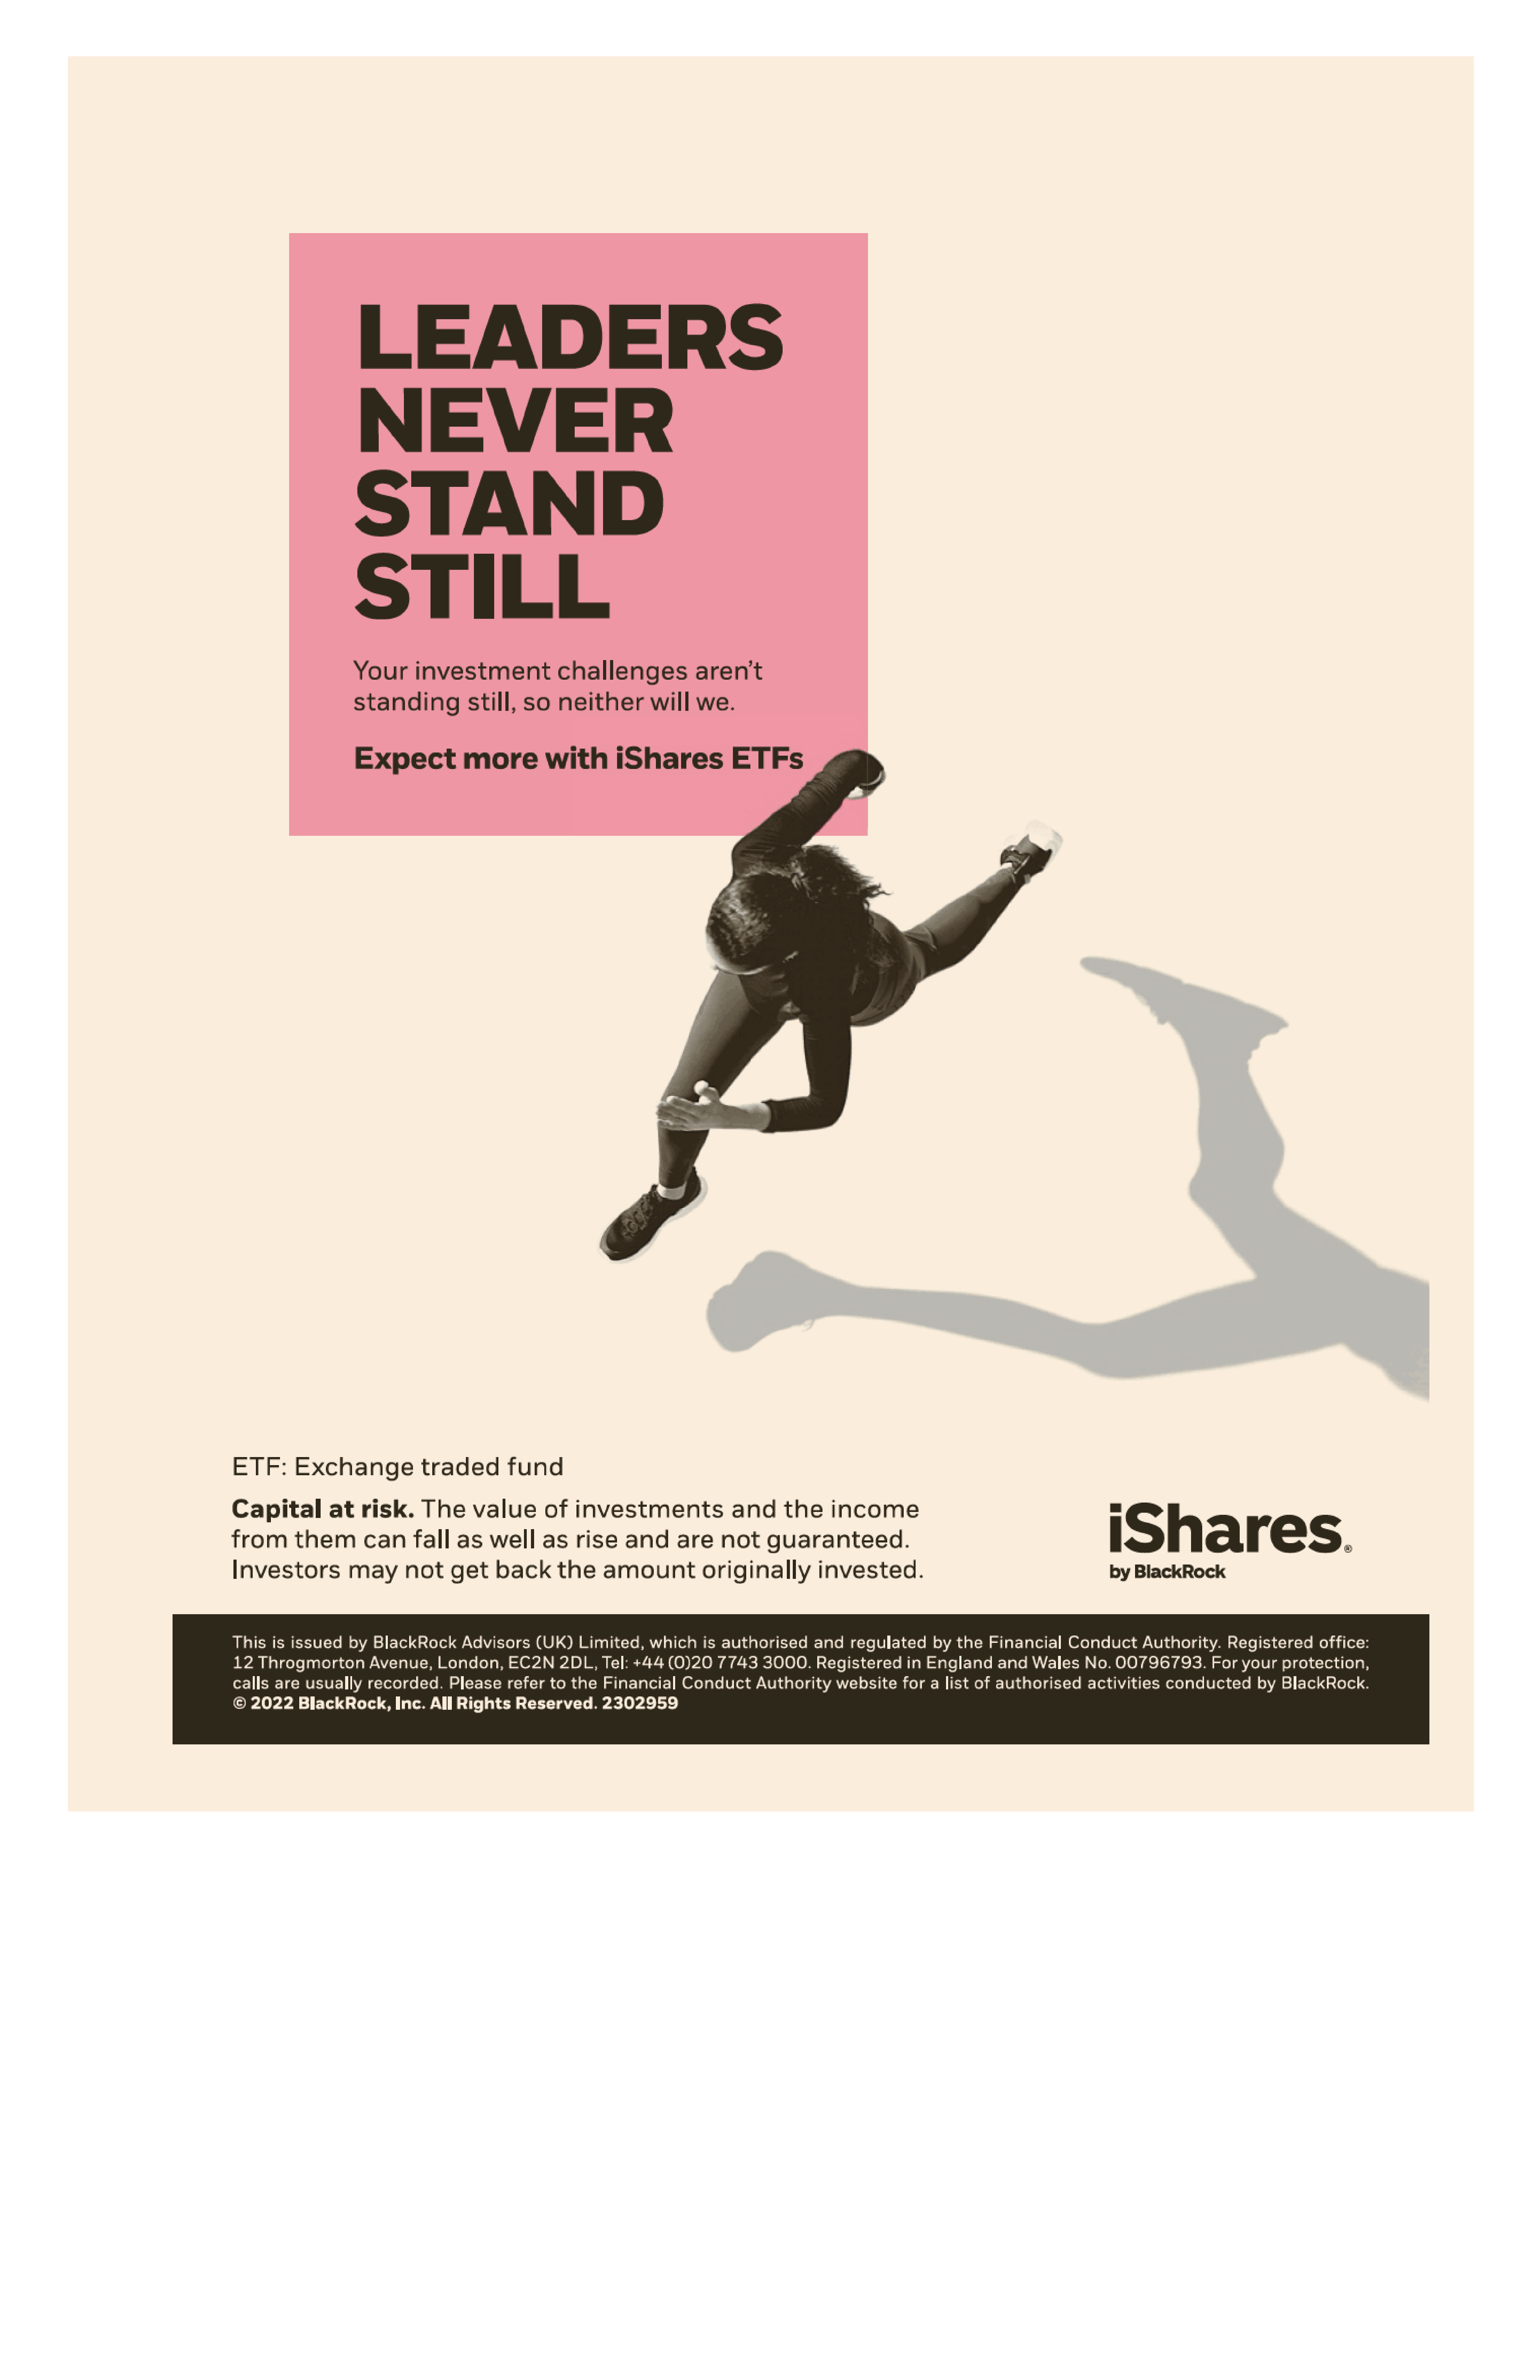 LEADERS
NEVER
STAND
STILL
Your investment challenges aren’t
standing still, so neither will we.
Expect more with iShares ETFs
ETF: Exchange traded fund
Capital at risk. The value of investments and the income
from them can fall as well as rise and are not guaranteed.
Investors may not get back the amount originally invested.
iShares®
by BlackRock
This is issued by BlackRock Advisors (UK) Limited, which is authorised and regulated by the Financial Conduct Authority. Registered office:
12 Throgmorton Avenue, London, EC2N 2DL, Tel: +44 (0)20 7743 3000. Registered in England and Wales No. 00796793. For your protection,
calls are usually recorded. Please refer to the Financial Conduct Authority website for a list of authorised activities conducted by BlackRock.
© 2022 BlackRock, Inc. All Rights Reserved. 2302959